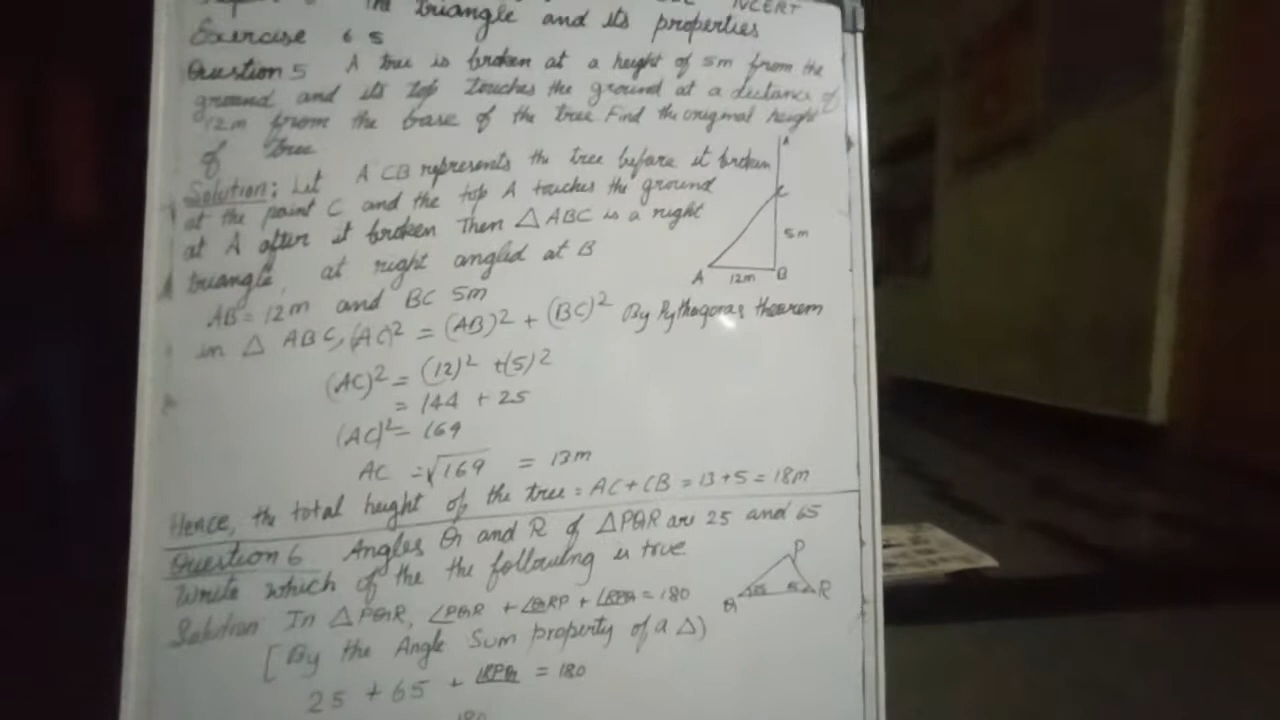 NCERT
The triangle and its properties
Exercise 6 5
Question 5 A tree is broken at a height of 5m from the
ground and its top touches the ground at a distance of
12m from the base of the tree. Find the original height
of tree
Solution: Let A CB represents the tree before it broken
at the point C and the top A touches the ground
at A after it broken Then △ ABC is a right
triangle, at right angled at B
AB = 12m and BC 5m
in △ ABC, (AC)² = (AB)² + (BC)² By Pythagoras theorem
(AC)² = (12)² + (5)²
= 144 + 25
(AC)² = 169
AC = √169 = 13m
Hence, the total height of the tree = AC + CB = 13 + 5 = 18m
A
C
5m
A 12m B
Question 6 Angles Q and R of △PQR are 25 and 65
Write which of the the following is true
Solution In △PQR, ∠PQR + ∠QRP + ∠RPQ = 180
[By the Angle Sum property of a △)
25 + 65 + ∠RPQ = 180
180
P
Q R